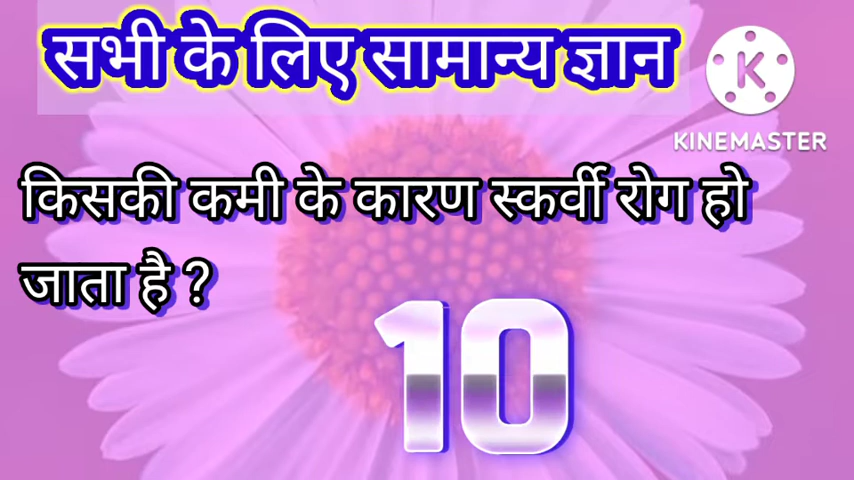 सभी के लिए सामान्य ज्ञान
KINEMASTER
किसकी कमी के कारण स्कर्वी रोग हो
जाता है ?
10